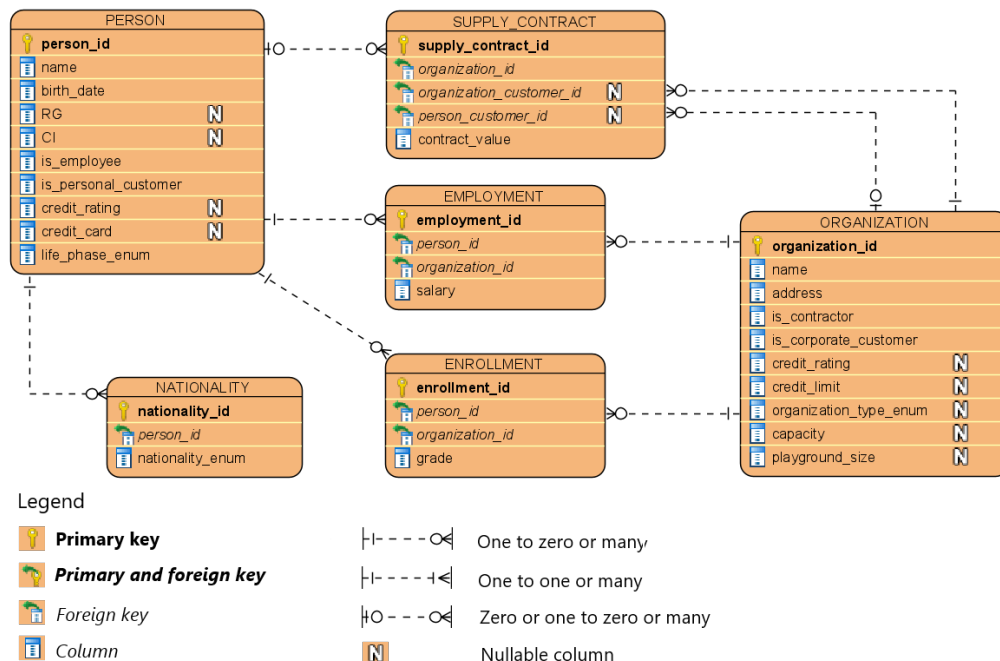 PERSON
person_id
name
birth_date
RG N
CI N
is_employee
is_personal_customer
credit_rating N
credit_card N
life_phase_enum
SUPPLY_CONTRACT
supply_contract_id
organization_id
organization_customer_id N
person_customer_id N
contract_value
EMPLOYMENT
employment_id
person_id
organization_id
salary
ORGANIZATION
organization_id
name
address
is_contractor
is_corporate_customer
credit_rating N
credit_limit N
organization_type_enum N
capacity N
playground_size N
NATIONALITY
nationality_id
person_id
nationality_enum
ENROLLMENT
enrollment_id
person_id
organization_id
grade
Legend
Primary key
Primary and foreign key
Foreign key
Column
One to zero or many,
One to one or many
Zero or one to zero or many
N Nullable column